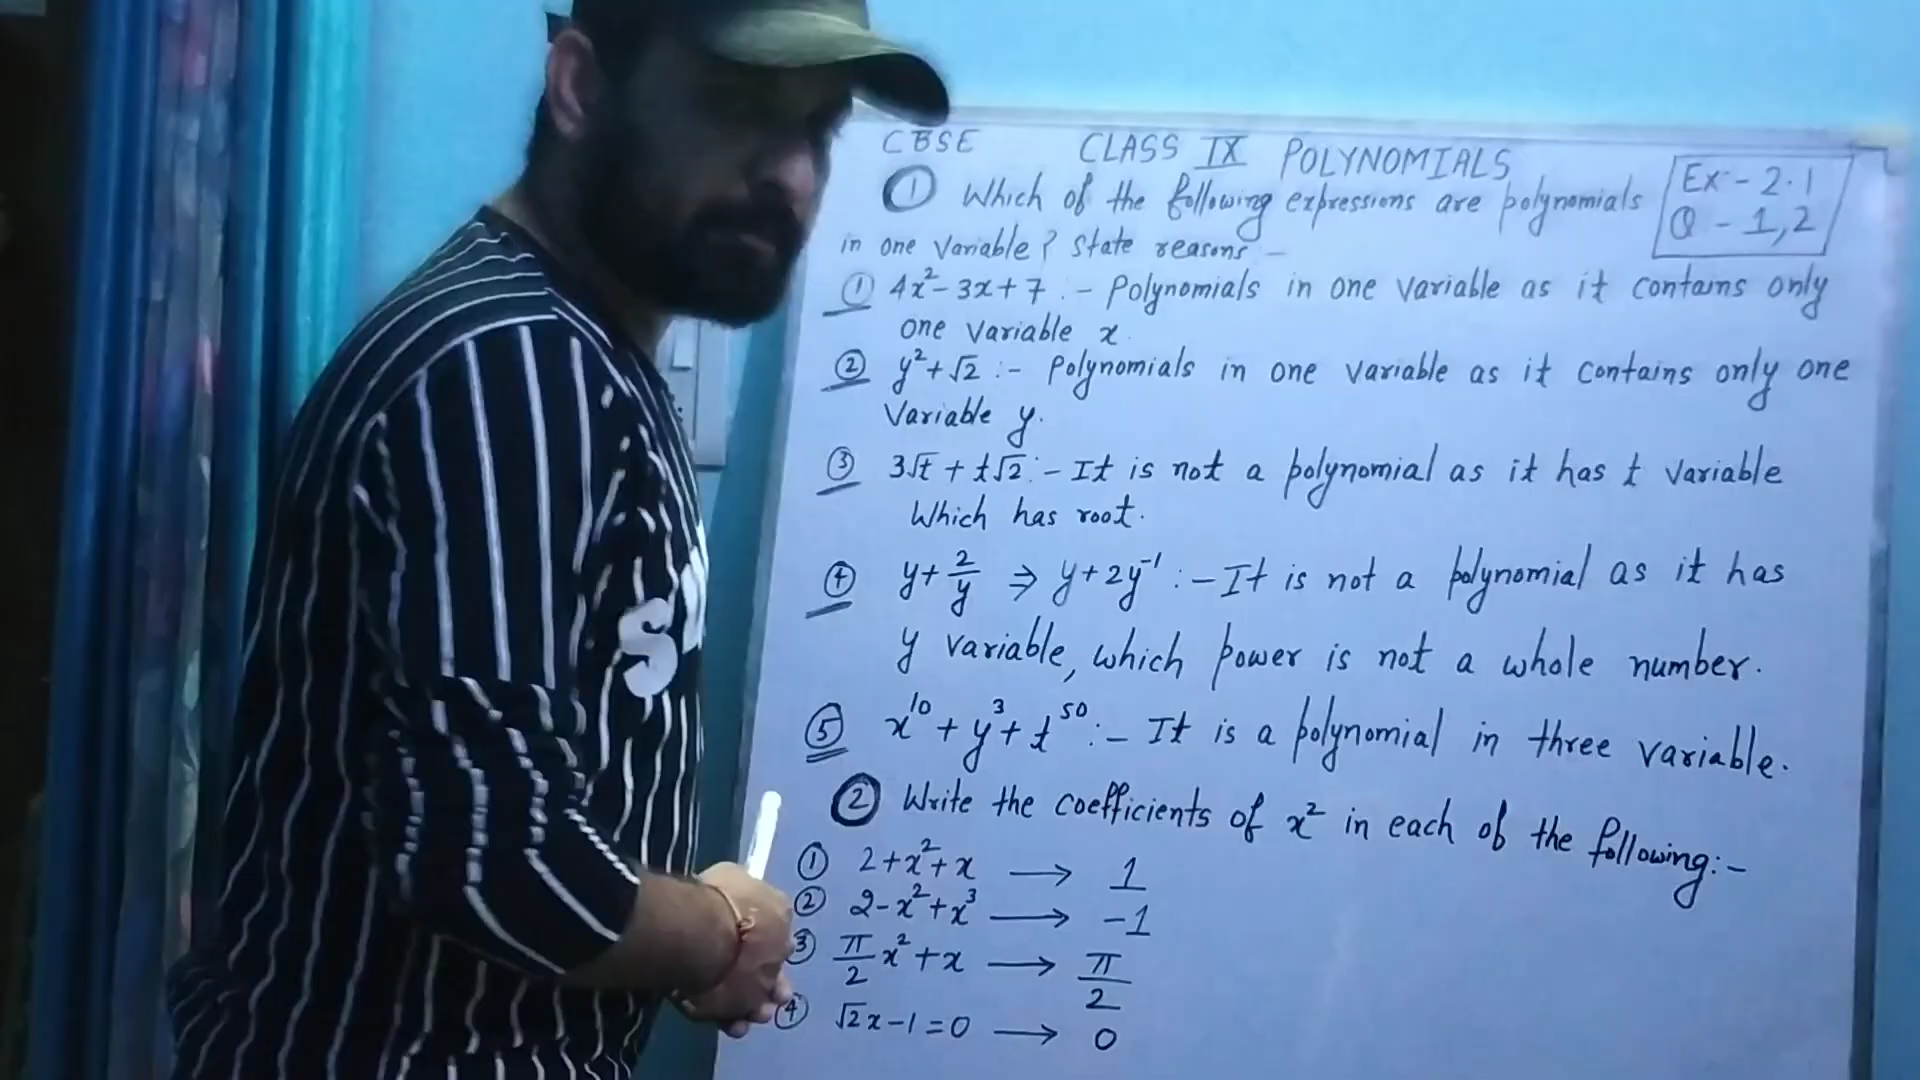 CBSE CLASS IX POLYNOMIALS
Ex - 2.1
Q - 1,2
① Which of the following expressions are polynomials
in one variable? State reasons -
① 4x² - 3x + 7 :- Polynomials in one variable as it contains only
one variable x.
② y² + √2 :- Polynomials in one variable as it contains only one
Variable y.
③ 3√t + t√2 :- It is not a polynomial as it has t variable
Which has root.
④ y + 2/y ⇒ y + 2y⁻¹ :- It is not a polynomial as it has
y variable, which power is not a whole number.
⑤ x¹⁰ + y³ + t⁵⁰ :- It is a polynomial in three variable.
② Write the coefficients of x² in each of the following:-
① 2 + x² + x → 1
② 2 - x² + x³ → -1
③ π/2 x² + x → π/2
④ √2x - 1 = 0 → 0